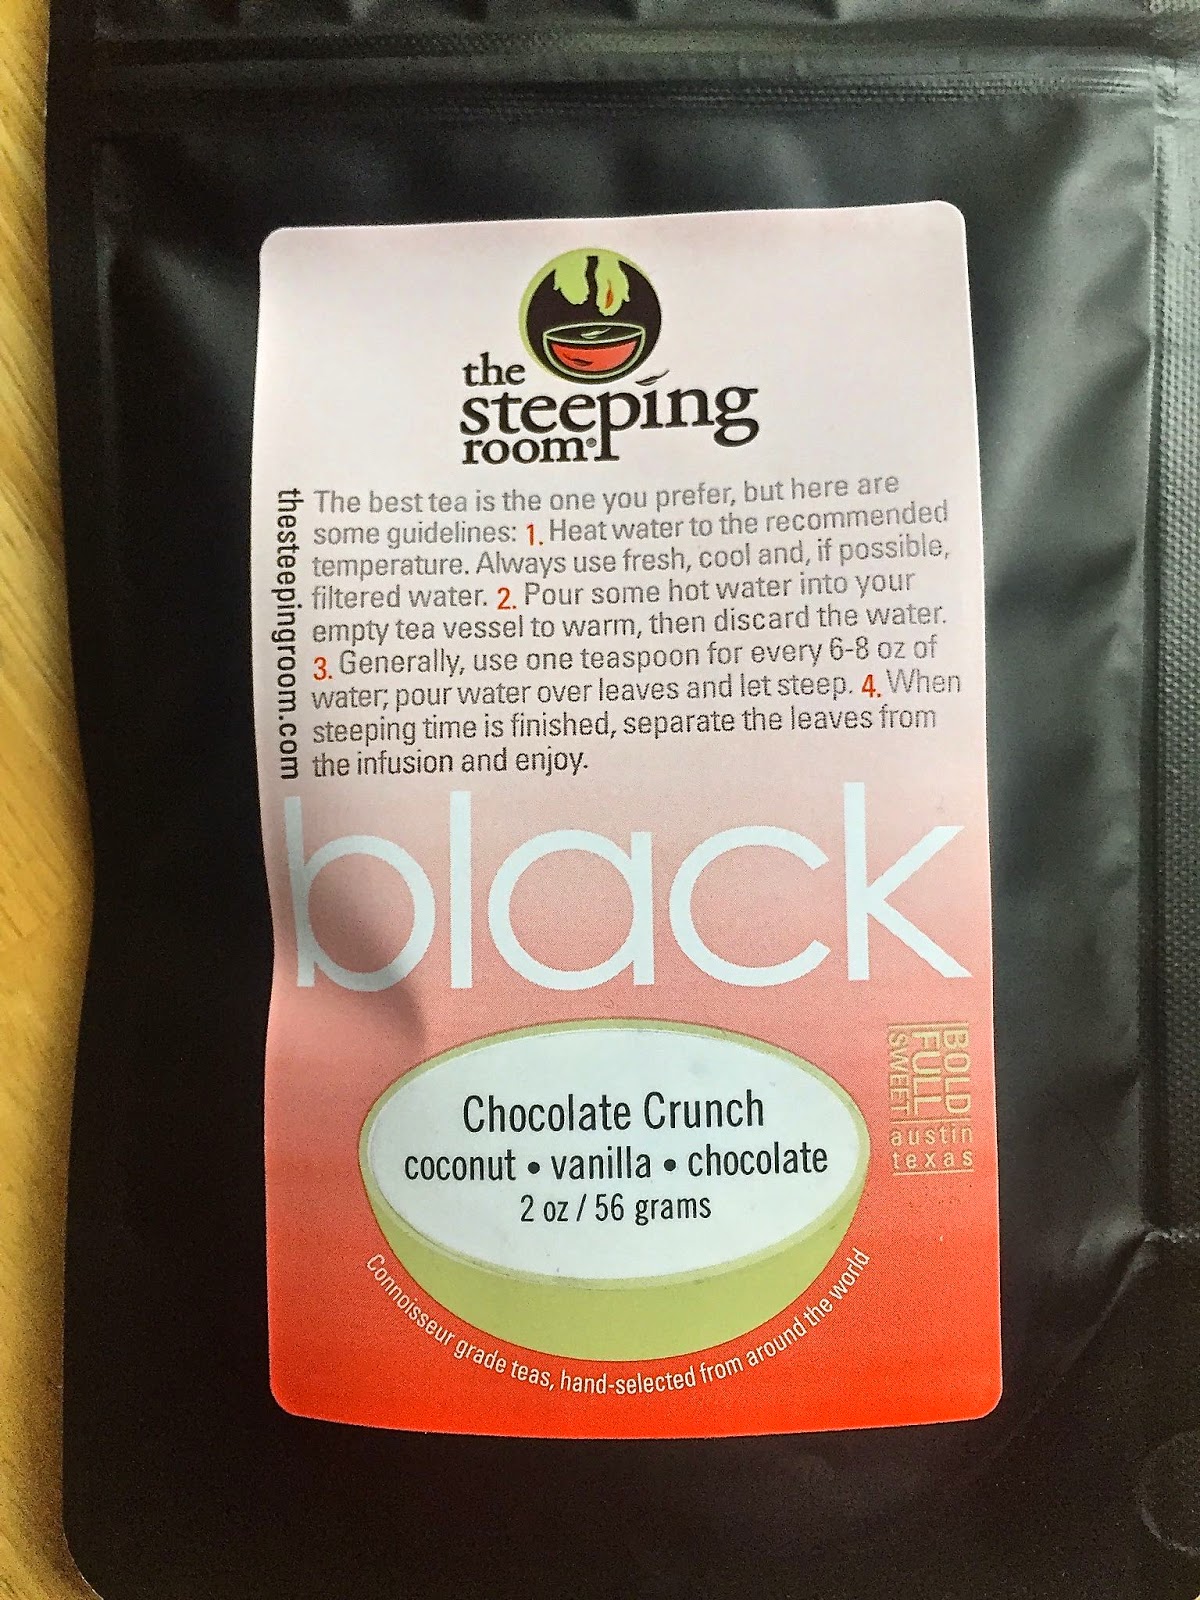 the
steeping
room®
thesteepingroom.com
The best tea is the one you prefer, but here are
some guidelines: 1. Heat water to the recommended
temperature. Always use fresh, cool and, if possible,
filtered water. 2. Pour some hot water into your
empty tea vessel to warm, then discard the water.
3. Generally, use one teaspoon for every 6-8 oz of
water; pour water over leaves and let steep. 4. When
steeping time is finished, separate the leaves from
the infusion and enjoy.
black
BOLD
FULL
SWEET
austin
texas
Chocolate Crunch
coconut • vanilla • chocolate
2 oz / 56 grams
Connoisseur grade teas, hand-selected from around the world